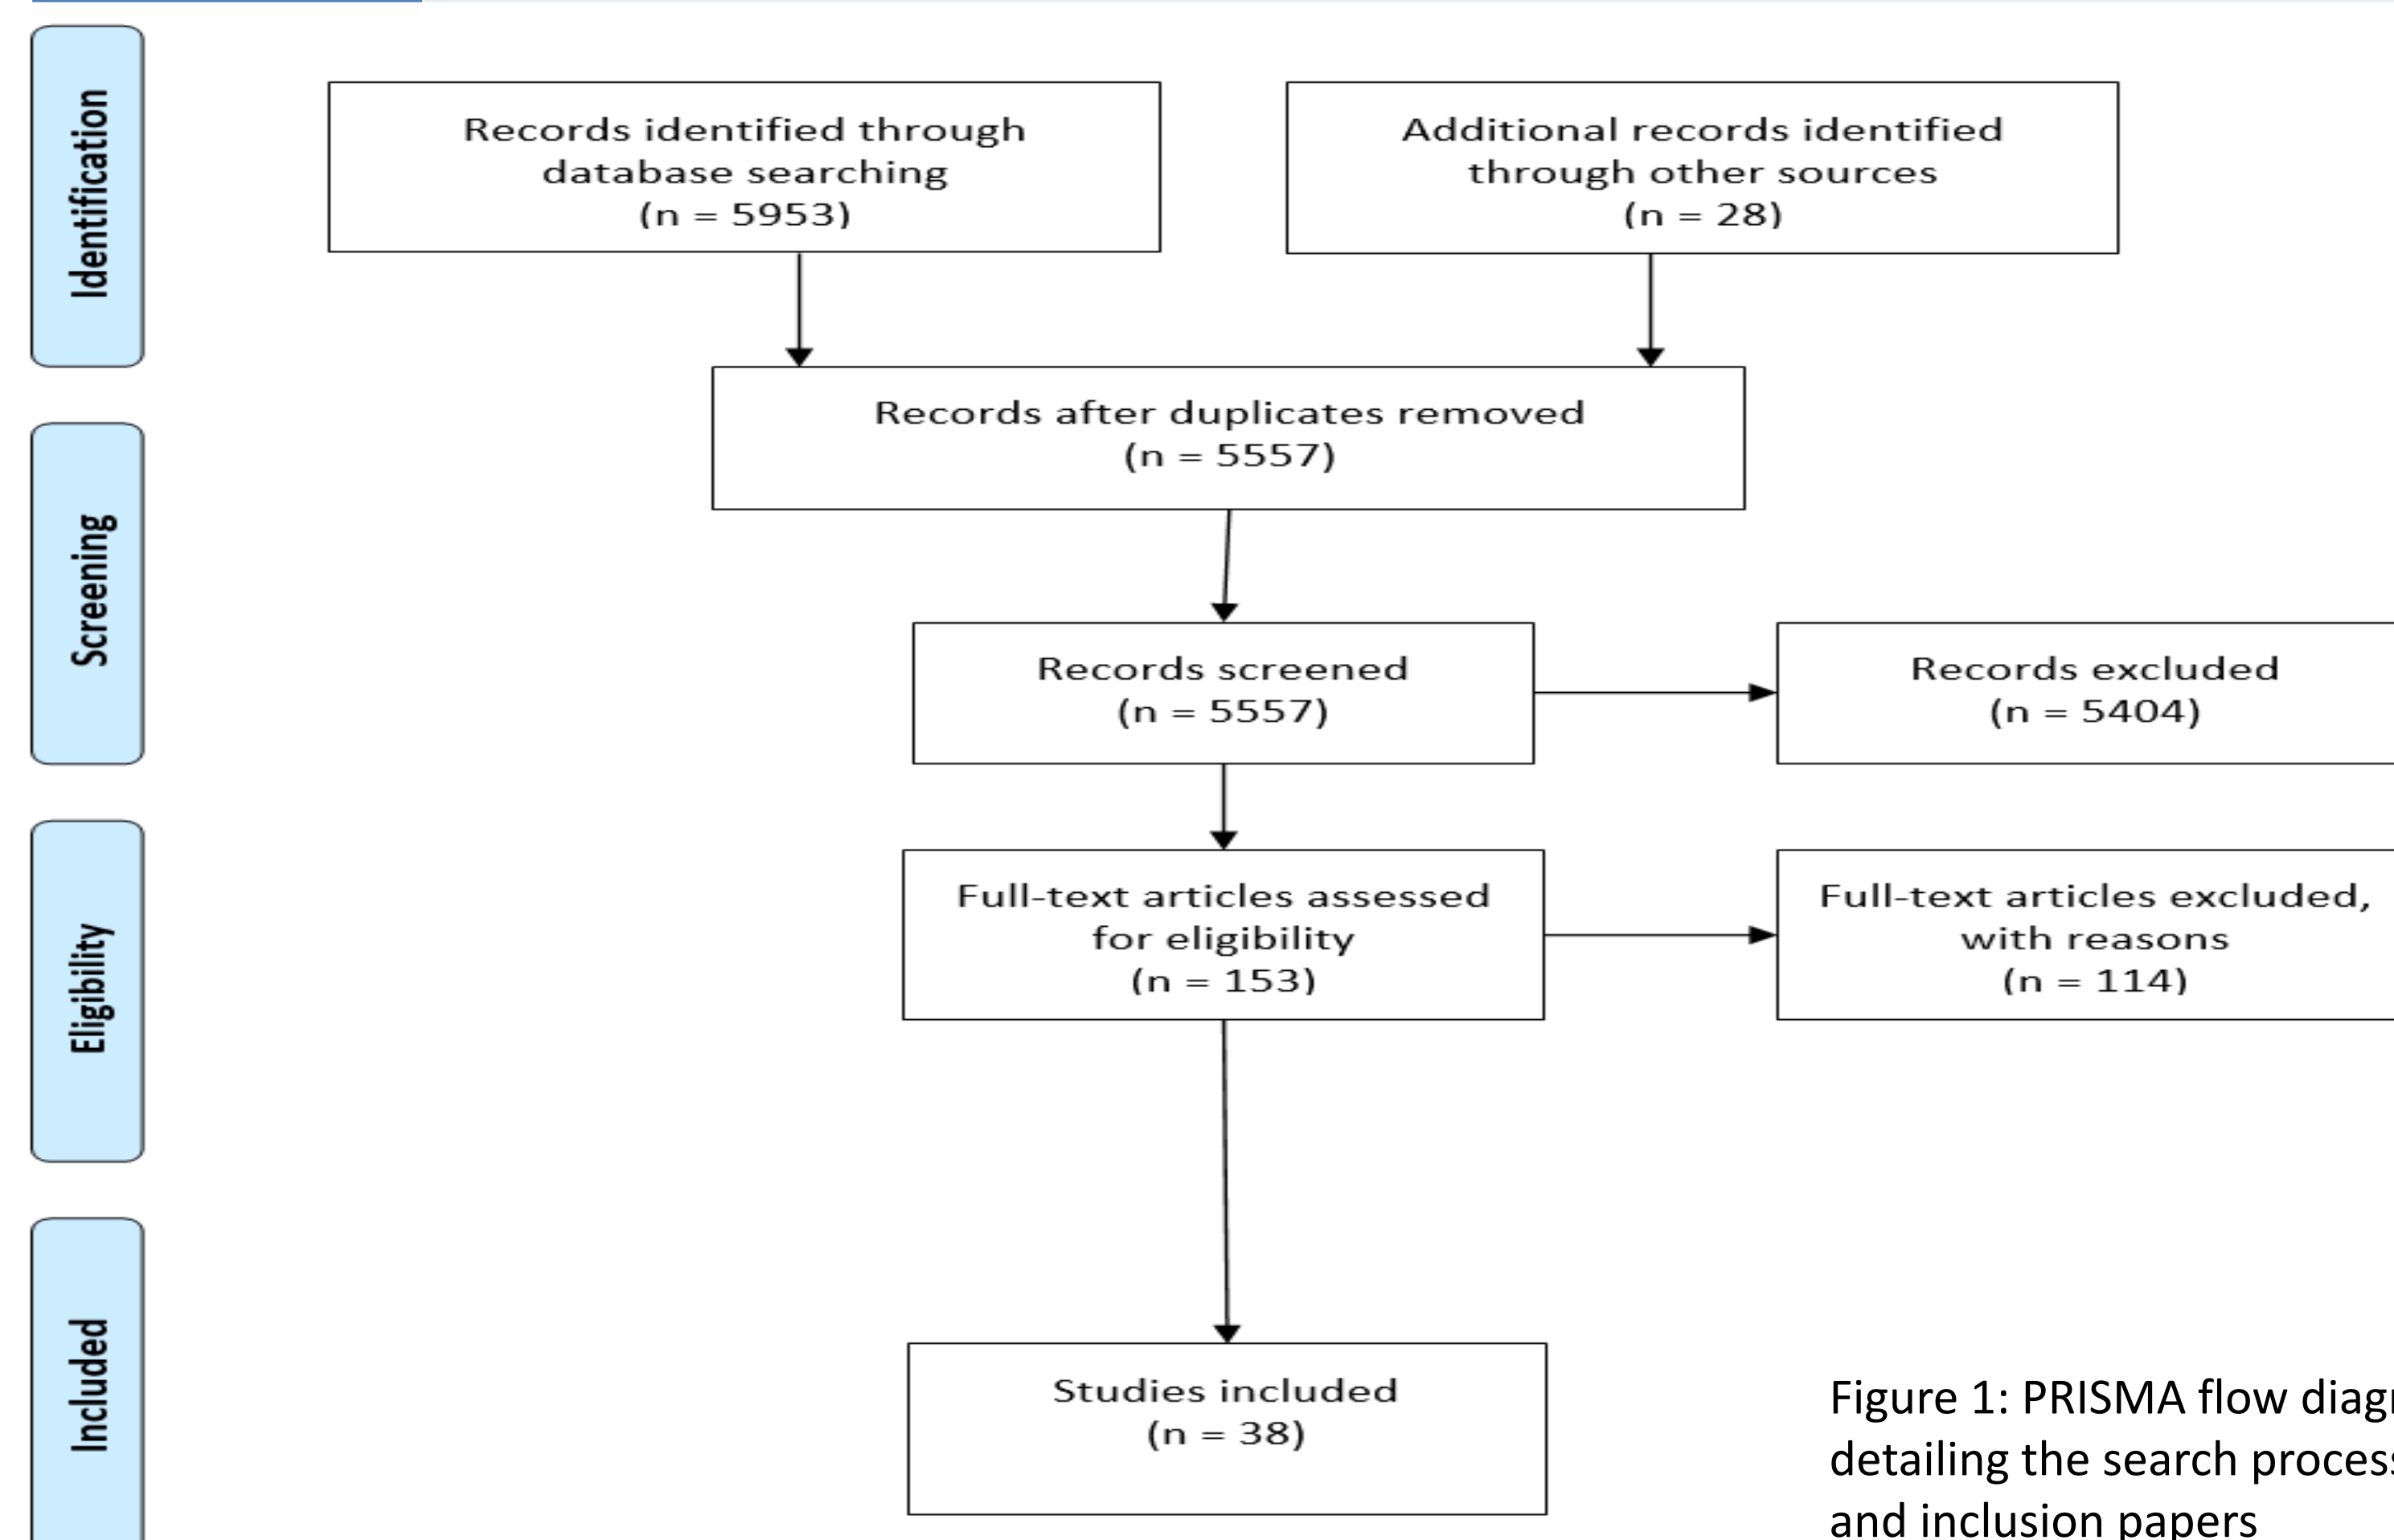 Identification
Records identified through
database searching
(n = 5953)
Additional records identified
through other sources
(n = 28)
Records after duplicates removed
(n = 5557)
Screening
Records screened
(n = 5557)
Records excluded
(n = 5404)
Eligibility
Full-text articles assessed
for eligibility
(n = 153)
Full-text articles excluded,
with reasons
(n = 114)
Included
Studies included
(n = 38)
Figure 1: PRISMA flow
detailing the search process
and inclusion papers